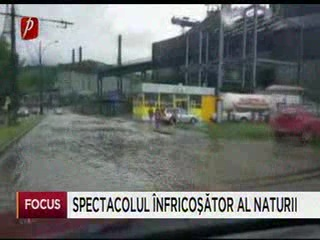 P
FOCUS
SPECTACOLUL ÎNFRICOȘĂTOR AL NATURII